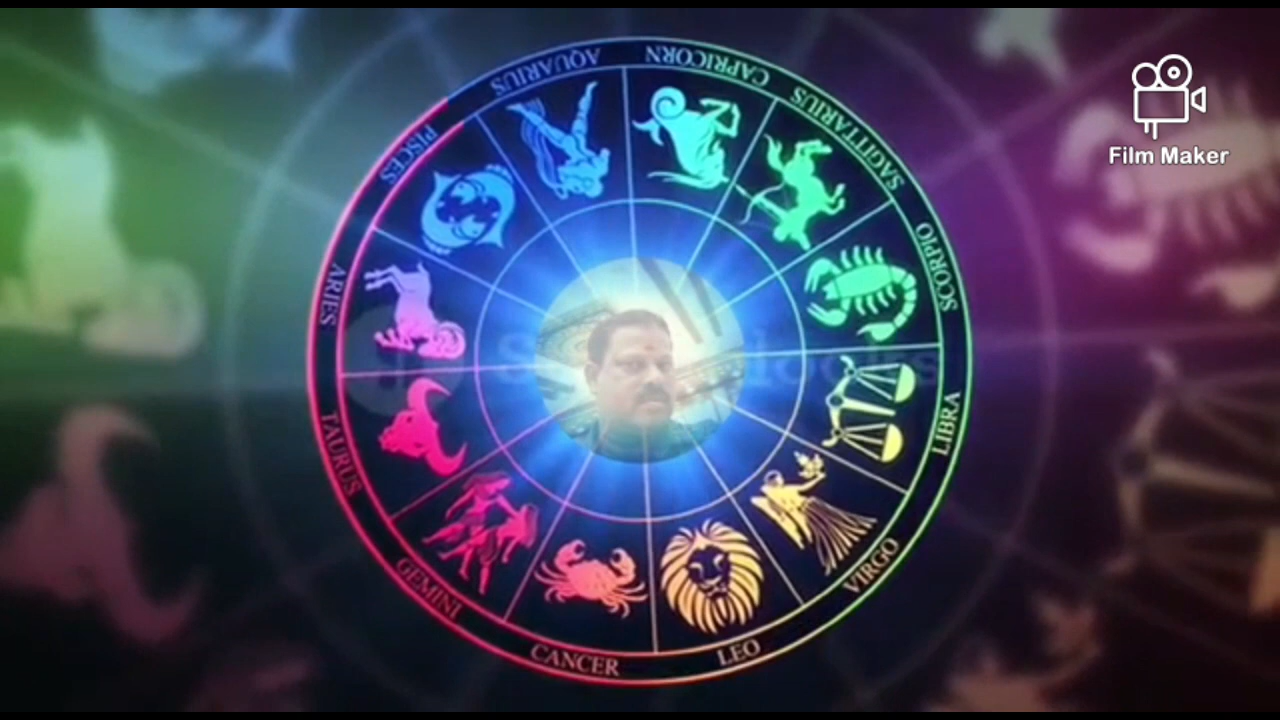 AQUARIUS
CAPRICORN
SAGITTARIUS
PISCES
Film Maker
SCORPIO
ARIES
LIBRA
TAURUS
VIRGO
GEMINI
CANCER
LEO